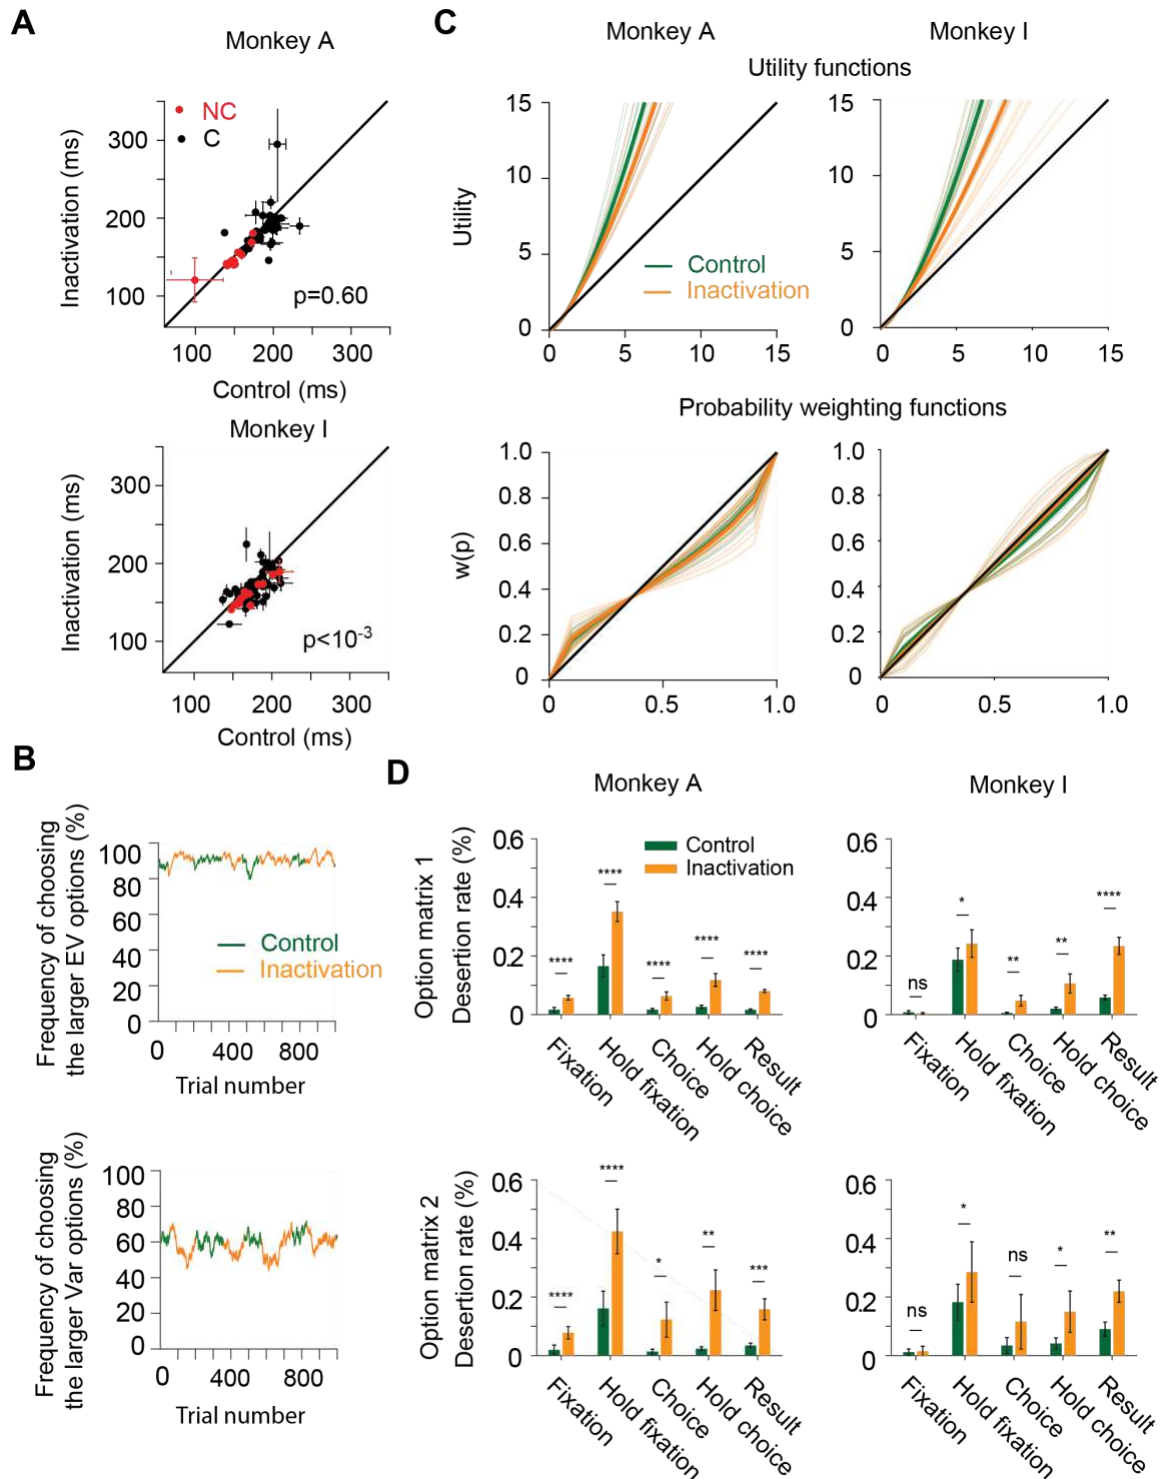 A
Monkey A
NC
C
Inactivation (ms)
300
200
100
p=0.60
100 200 300
Control (ms)
Monkey I
Inactivation (ms)
300
200
100
p<10-3
100 200 300
Control (ms)
B
Frequency of choosing
the larger EV options (%)
100
80
60
40
20
0
Control
Inactivation
0 400 800
Trial number
Frequency of choosing
the larger Var options (%)
100
80
60
40
20
0
0 400 800
Trial number
C
Monkey A Monkey I
Utility functions
Utility
15
10
5
0
Control
Inactivation
0 5 10 15
15
10
5
0
0 5 10 15
Probability weighting functions
w(p)
1.0
0.8
0.6
0.4
0.2
0
0 0.5 1.0
1.0
0.8
0.6
0.4
0.2
0
0 0.5 1.0
D
Monkey A Monkey I
Option matrix 1
Desertion rate (%)
0.6
0.4
0.2
0
Control
Inactivation
**** **** **** **** ****
Fixation
Hold fixation
Choice
Hold choice
Result
0.6
0.4
0.2
0
ns * ** ** ****
Fixation
Hold fixation
Choice
Hold choice
Result
Option matrix 2
Desertion rate (%)
0.6
0.4
0.2
0
**** **** * ** ***
Fixation
Hold fixation
Choice
Hold choice
Result
0.6
0.4
0.2
0
ns * ns * **
Fixation
Hold fixation
Choice
Hold choice
Result